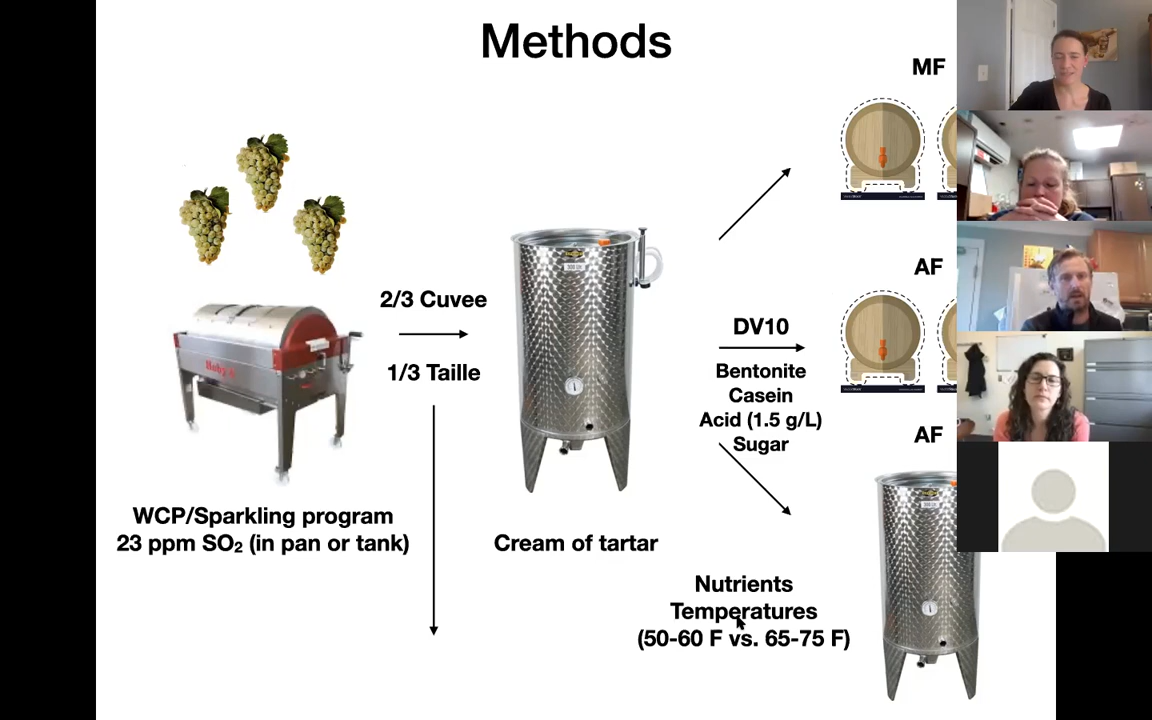 Methods
MF
2/3 Cuvee
1/3 Taille
AF
DV10
Bentonite
Casein
Acid (1.5 g/L)
Sugar
AF
WCP/Sparkling program
23 ppm SO₂ (in pan or tank)
Cream of tartar
Nutrients
Temperatures
(50-60 F vs. 65-75 F)